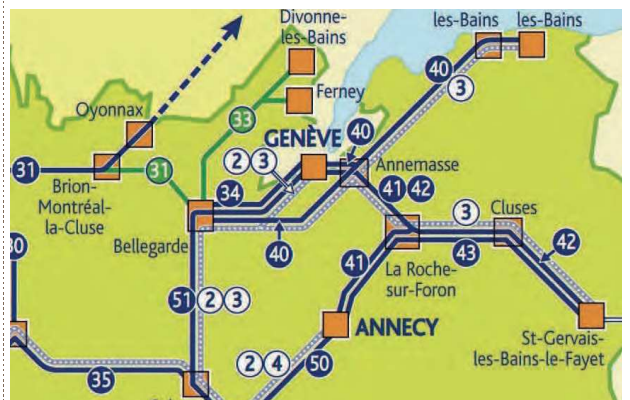 Divonne-
les-Bains
les-Bains
les-Bains
40
3
Oyonnax
Ferney
33
GENÈVE
40
31
31
2 3
Annemasse
Brion-
Montréal-
la-Cluse
34
41 42
3
Cluses
Bellegarde
40
41
43
42
La Roche-
sur-Foron
51
2 3
ANNECY
St-Gervais-
les-Bains-le-Fayet
35
2 4
50